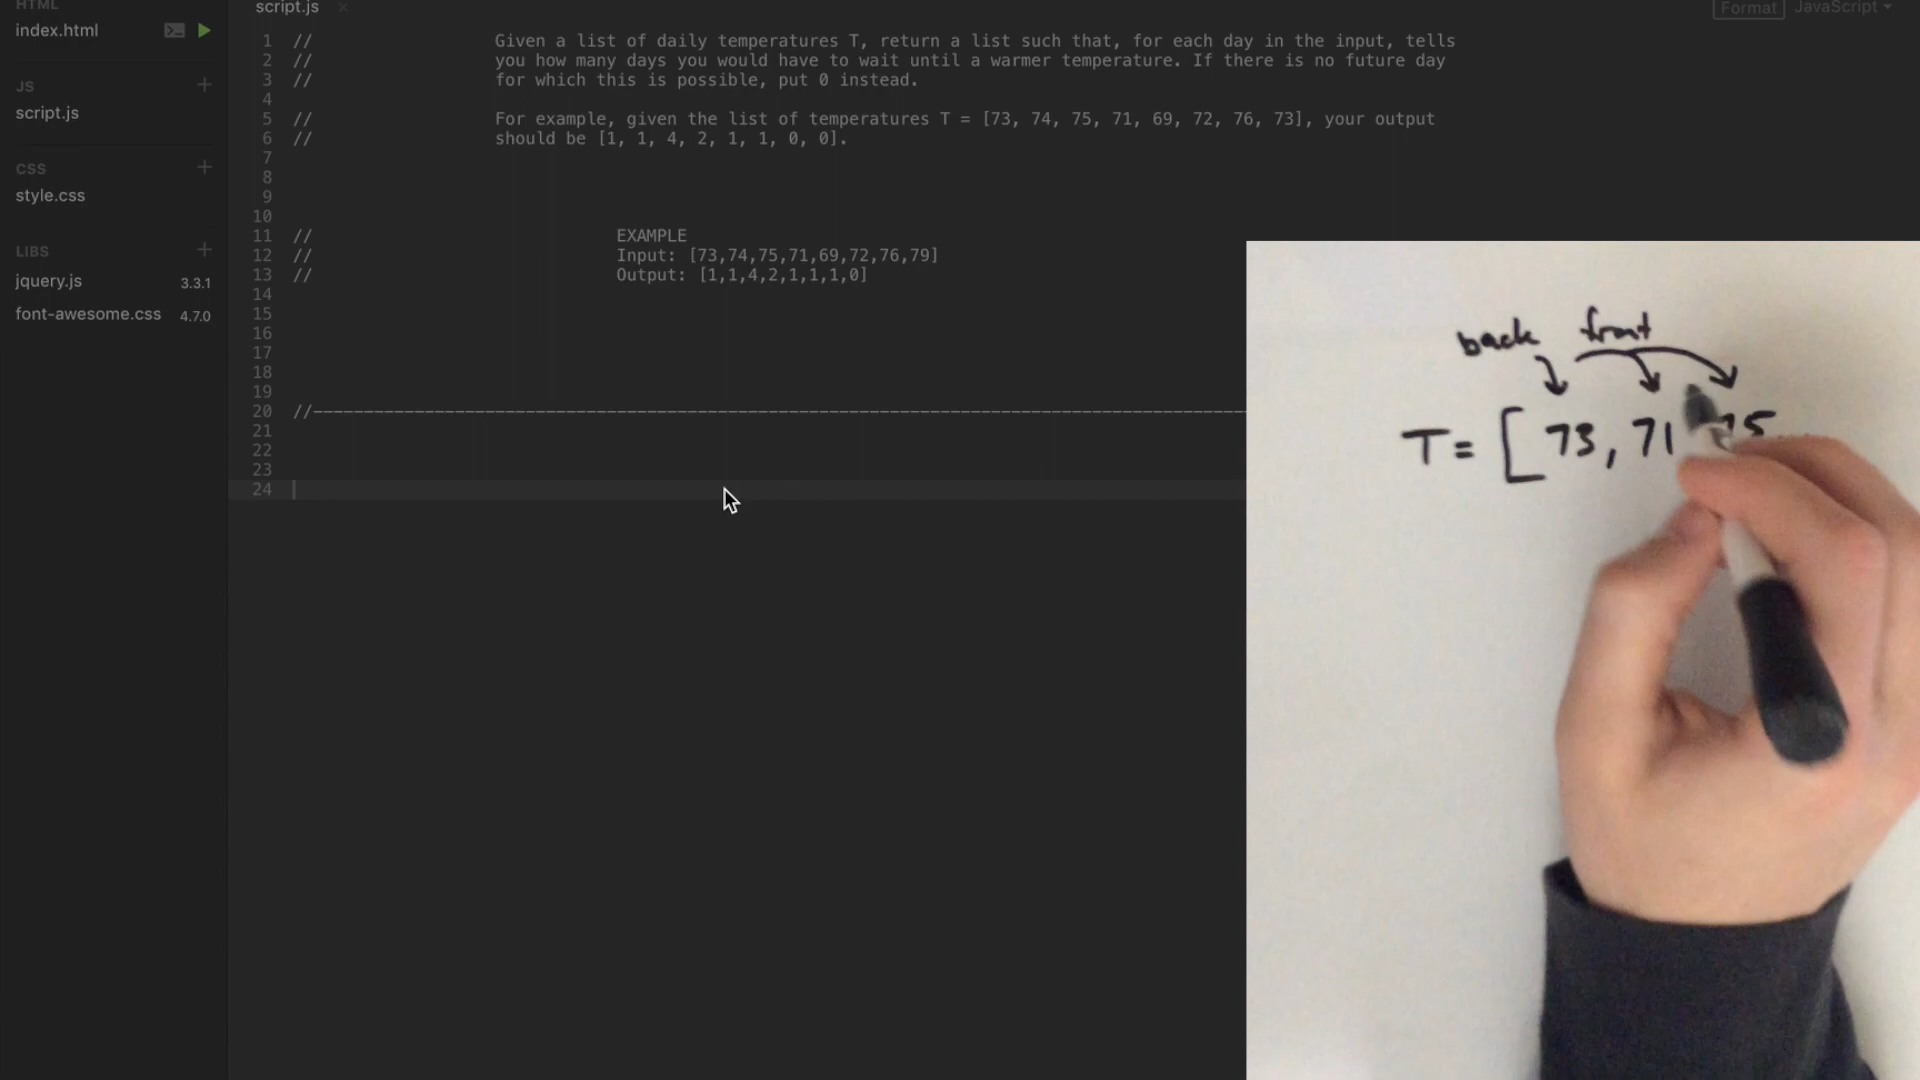 HTML
index.html
JS
script.js
CSS
style.css
LIBS
jquery.js 3.3.1
font-awesome.css 4.7.0
script.js ×
Format JavaScript
1 // Given a list of daily temperatures T, return a list such that, for each day in the input, tells
2 // you how many days you would have to wait until a warmer temperature. If there is no future day
3 // for which this is possible, put 0 instead.
4
5 // For example, given the list of temperatures T = [73, 74, 75, 71, 69, 72, 76, 73], your output
6 // should be [1, 1, 4, 2, 1, 1, 0, 0].
7
8
9
10
11 // EXAMPLE
12 // Input: [73,74,75,71,69,72,76,79]
13 // Output: [1,1,4,2,1,1,1,0]
14
15
16
17
18
19
20 //
21
22
23
24
back front
T = [ 73, 71 75